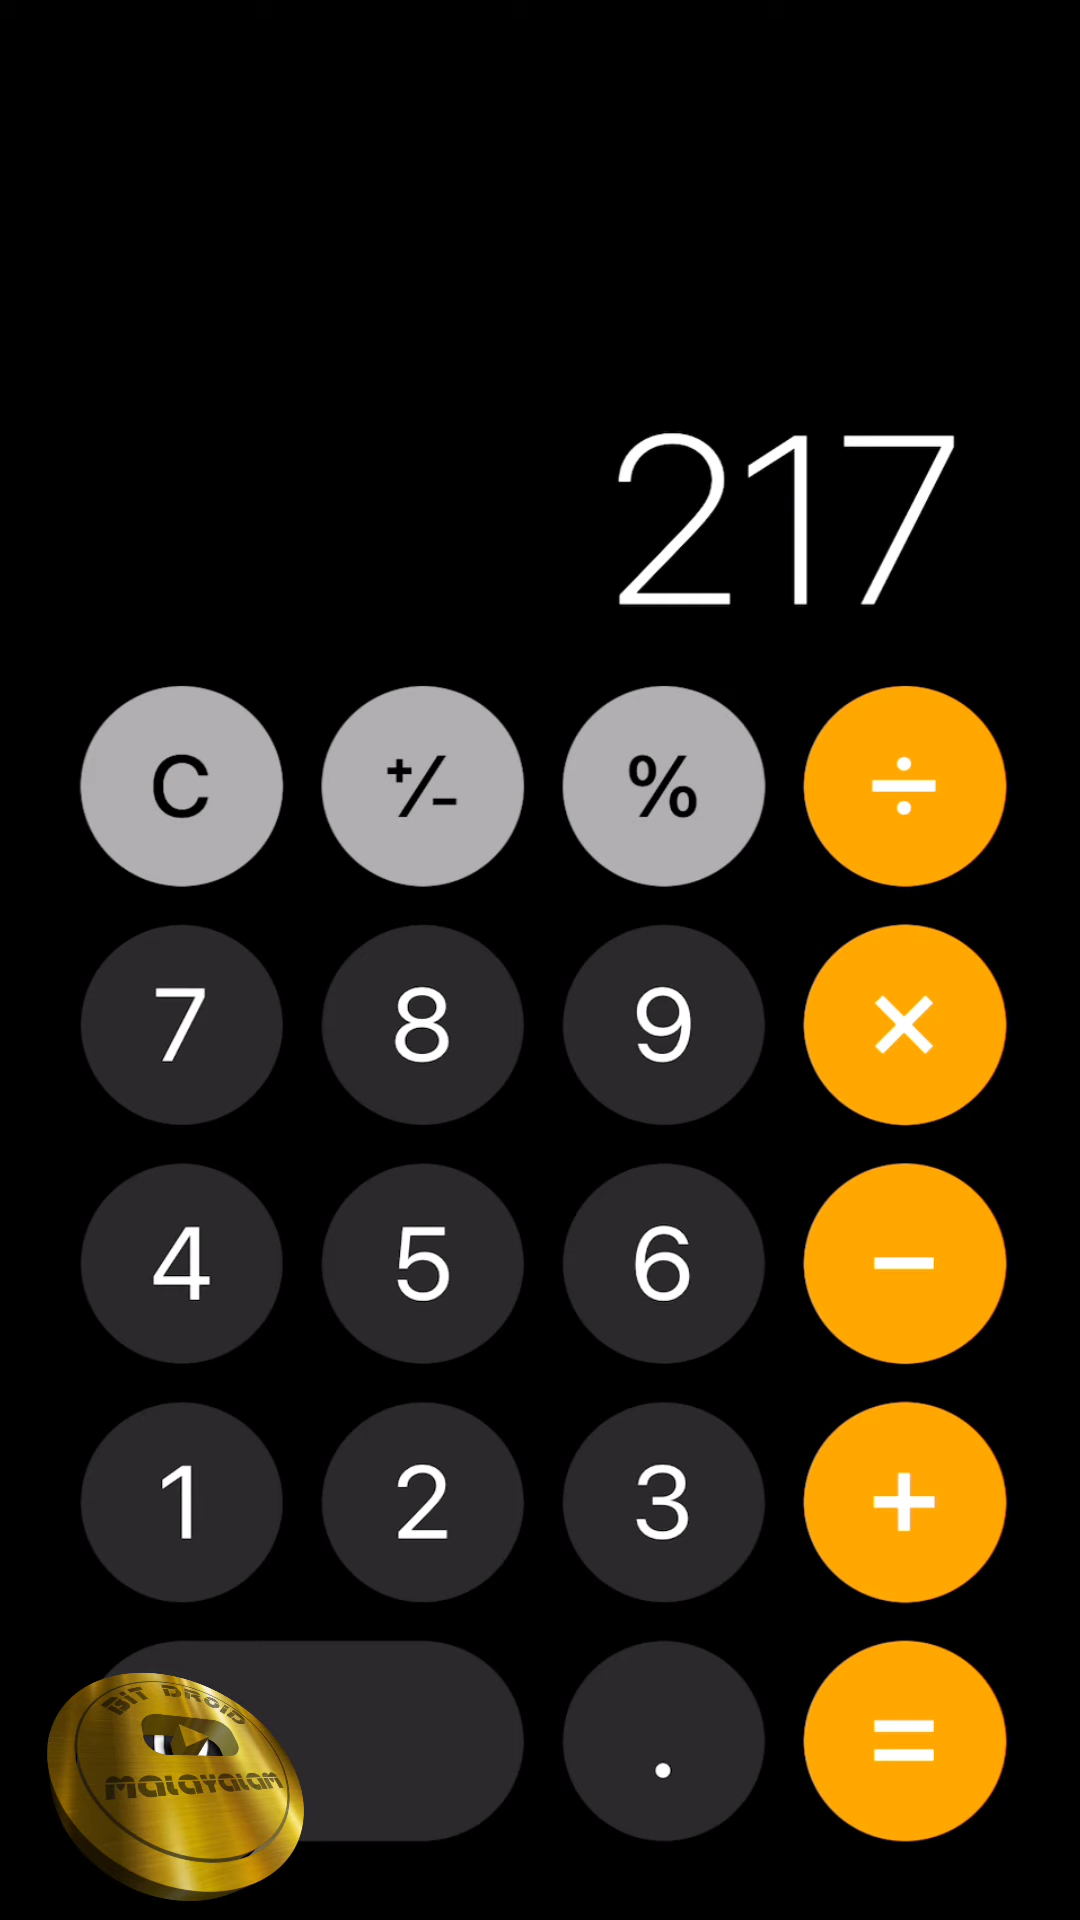 217
C +/- % ÷
7 8 9 ×
4 5 6 −
1 2 3 +
. =
BiT DROiD
MALAYALAM